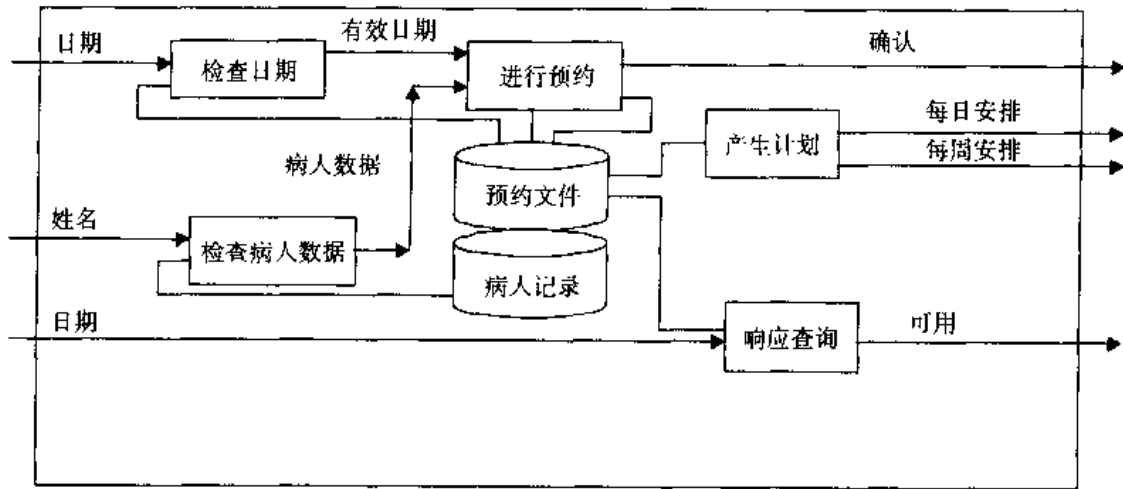 日期
有效日期
确认
检查日期
进行预约
每日安排
产生计划
每周安排
病人数据
预约文件
姓名
检查病人数据
病人记录
日期
响应查询
可用